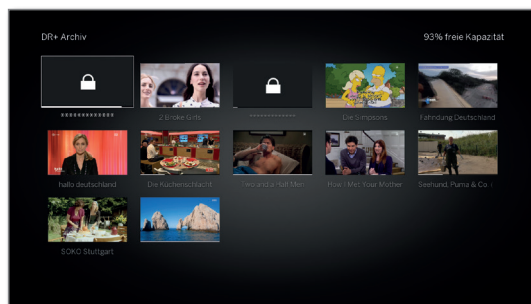 DR+ Archiv
93% freie Kapazität
*************
2 Broke Girls
*************
Die Simpsons
Fahndung Deutschland
hallo deutschland
Die Küchenschlacht
Two and a Half Men
How I Met Your Mother
Seehund, Puma & Co
SOKO Stuttgart